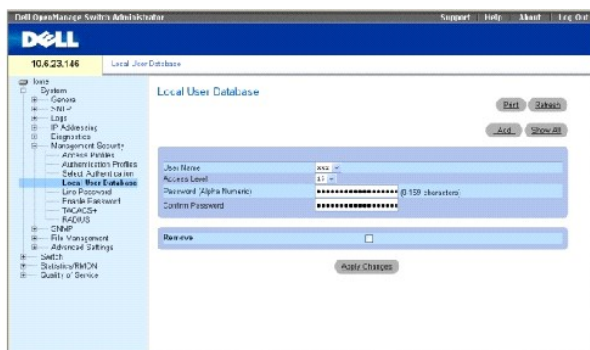 Dell OpenManage Switch Administrator
Support Help About Log Out
DELL
10.6.23.146
Local User Database
Home
System
General
SNTP
Logs
IP Addressing
Diagnostics
Management Security
Access Profiles
Authentication Profiles
Select Authentication
Local User Database
Line Password
Enable Password
TACACS+
RADIUS
SNMP
File Management
Advanced Settings
Switch
Statistics/RMON
Quality of Service
Local User Database
Print Refresh
Add Show All
User Name
Access Level
15
Password (Alpha Numeric)
(0-159 characters)
Confirm Password
Remove
Apply Changes